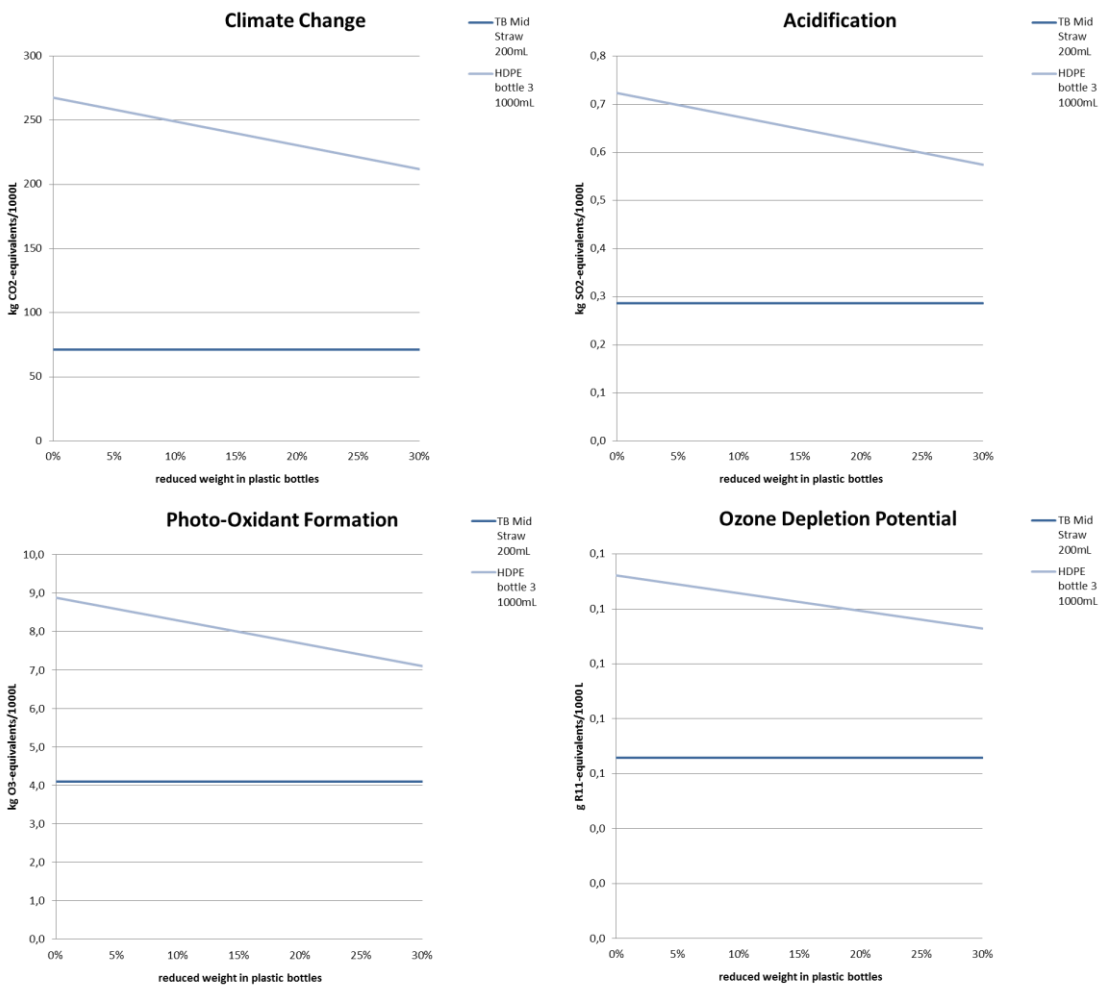 Climate Change
TB Mid
Straw
200mL
HDPE
bottle 3
1000mL
300
250
200
150
100
50
0
kg CO2-equivalents/1000L
0% 5% 10% 15% 20% 25% 30%
reduced weight in plastic bottles
Acidification
TB Mid
Straw
200mL
HDPE
bottle 3
1000mL
0,8
0,7
0,6
0,5
0,4
0,3
0,2
0,1
0,0
kg SO2-equivalents/1000L
0% 5% 10% 15% 20% 25% 30%
reduced weight in plastic bottles
Photo-Oxidant Formation
TB Mid
Straw
200mL
HDPE
bottle 3
1000mL
10,0
9,0
8,0
7,0
6,0
5,0
4,0
3,0
2,0
1,0
0,0
kg O3-equivalents/1000L
0% 5% 10% 15% 20% 25% 30%
reduced weight in plastic bottles
Ozone Depletion Potential
TB Mid
Straw
200mL
HDPE
bottle 3
1000mL
0,1
0,1
0,1
0,1
0,1
0,0
0,0
0,0
g R11-equivalents/1000 L
0% 5% 10% 15% 20% 25% 30%
reduced weight in plastic bottles